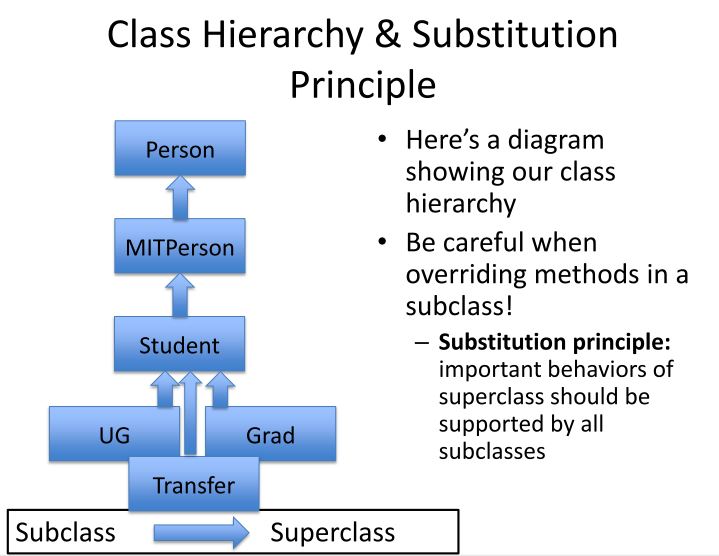 Class Hierarchy & Substitution
Principle
Person
MITPerson
Student
UG
Grad
Transfer
Subclass
Superclass
• Here’s a diagram
showing our class
hierarchy
• Be careful when
overriding methods in a
subclass!
– Substitution principle:
important behaviors of
superclass should be
supported by all
subclasses